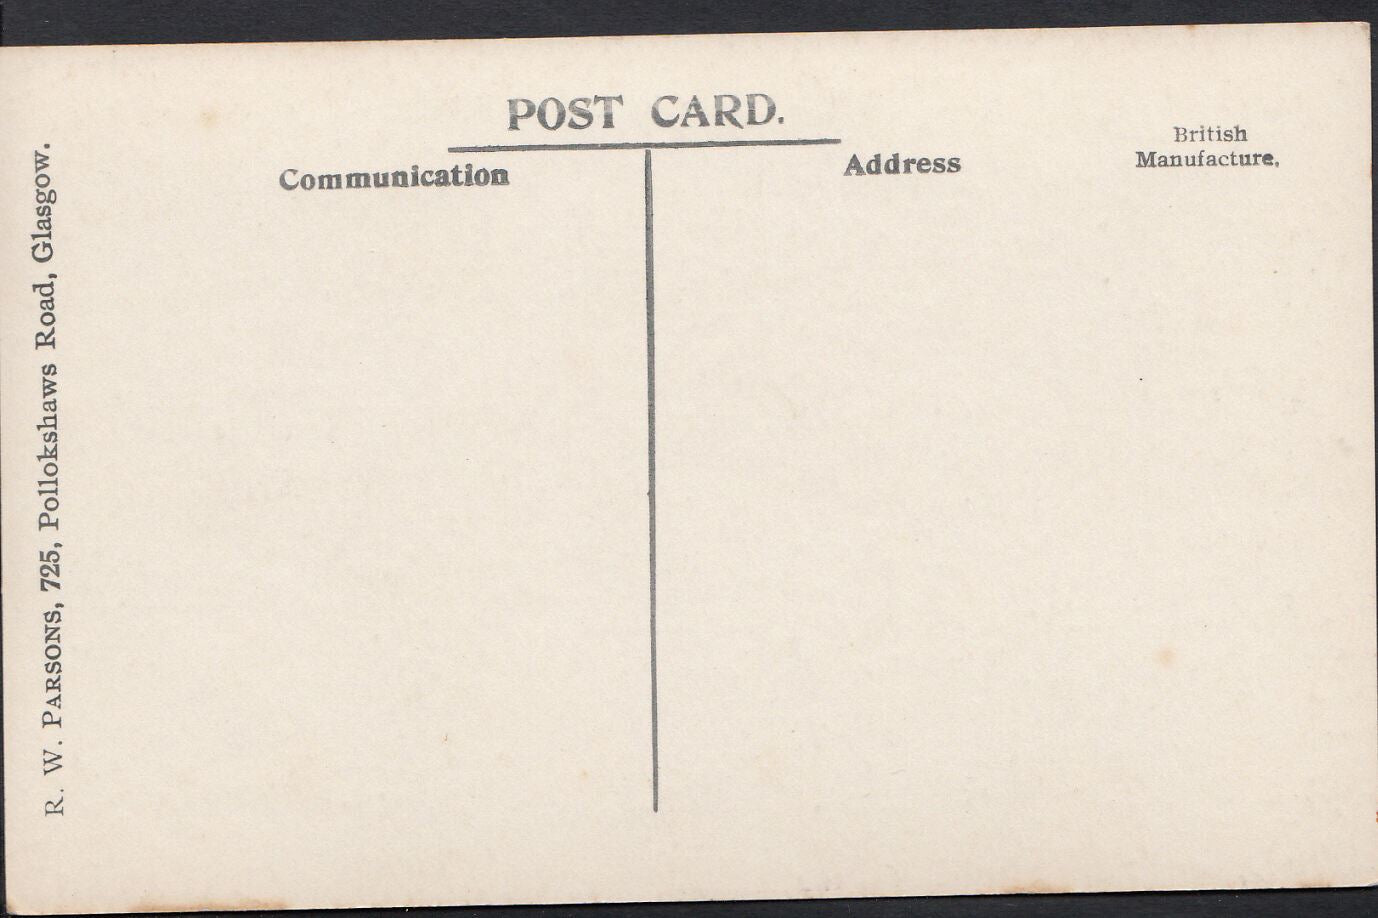 POST CARD.
Communication
Address
British
Manufacture,
R. W. PARSONS, 725, Pollokshaws Road, Glasgow.